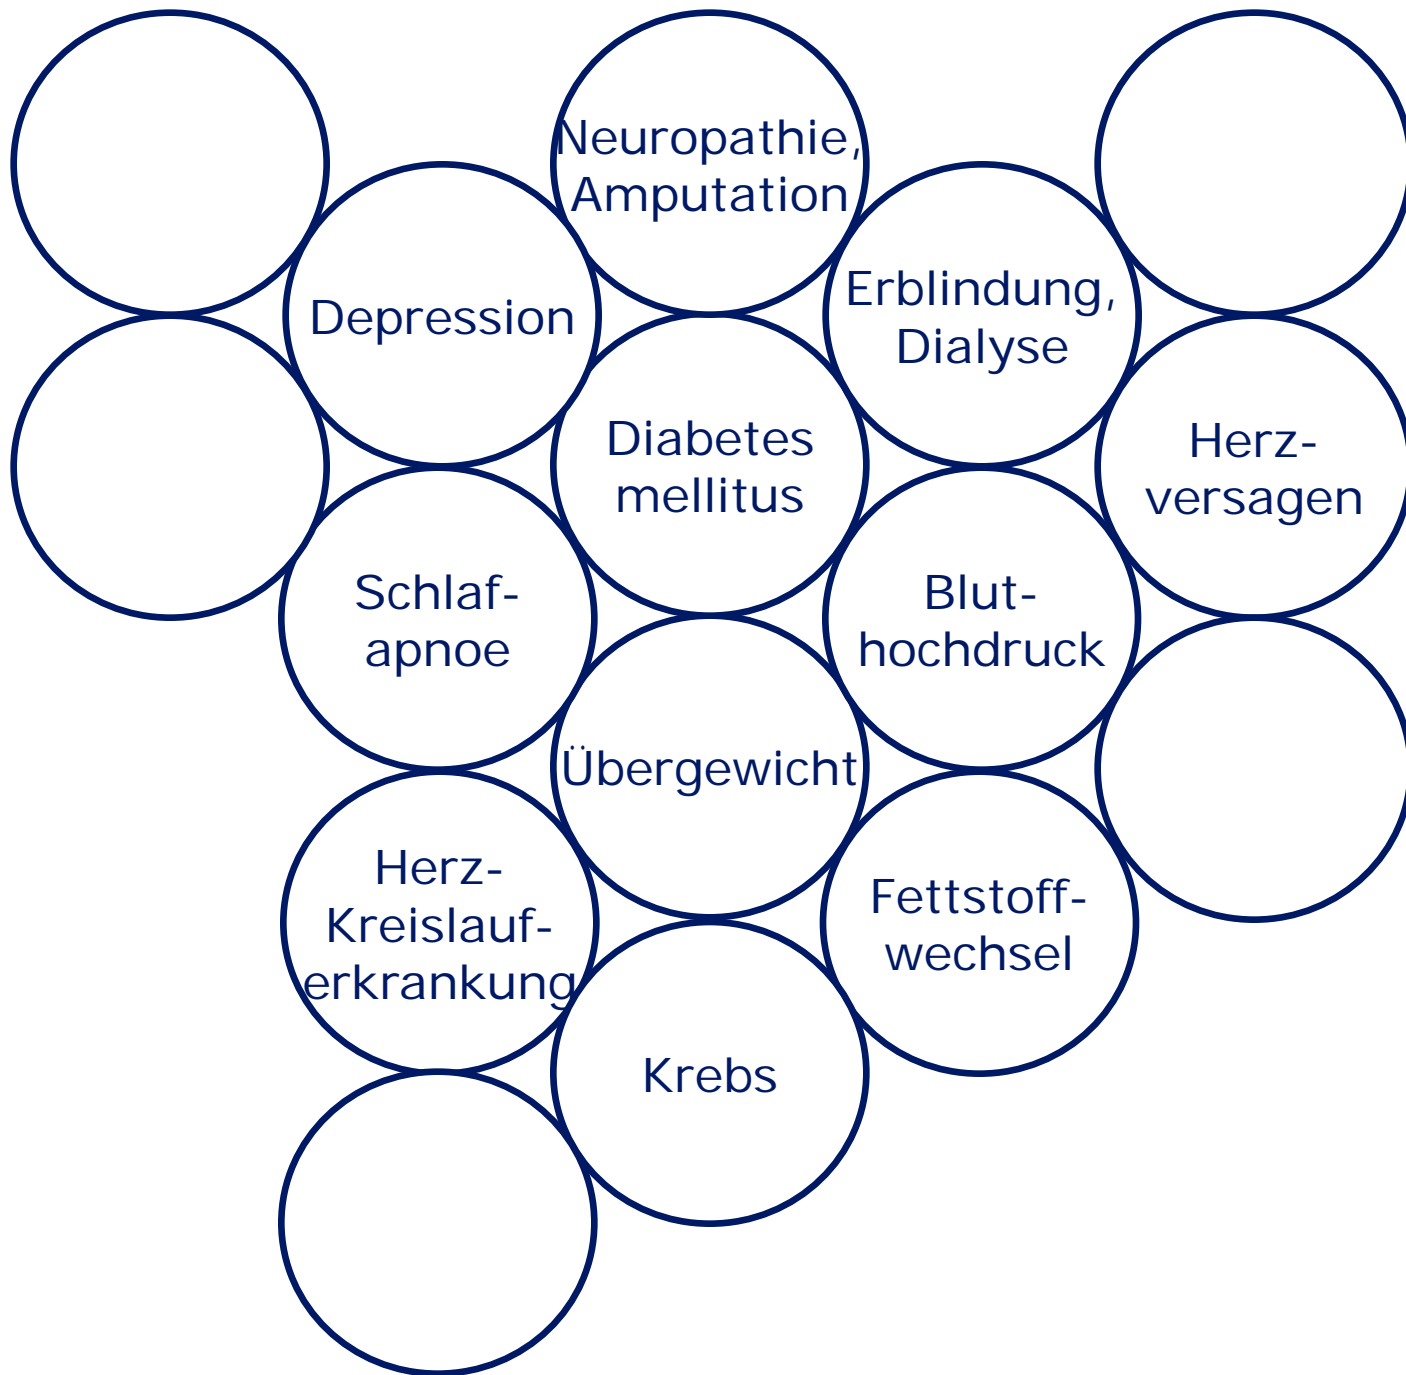 Neuropathie,
Amputation
Depression
Erblindung,
Dialyse
Diabetes
mellitus
Herz-
versagen
Schlaf-
apnoe
Blut-
hochdruck
Übergewicht
Herz-
Kreislauf-
erkrankung
Fettstoff-
wechsel
Krebs